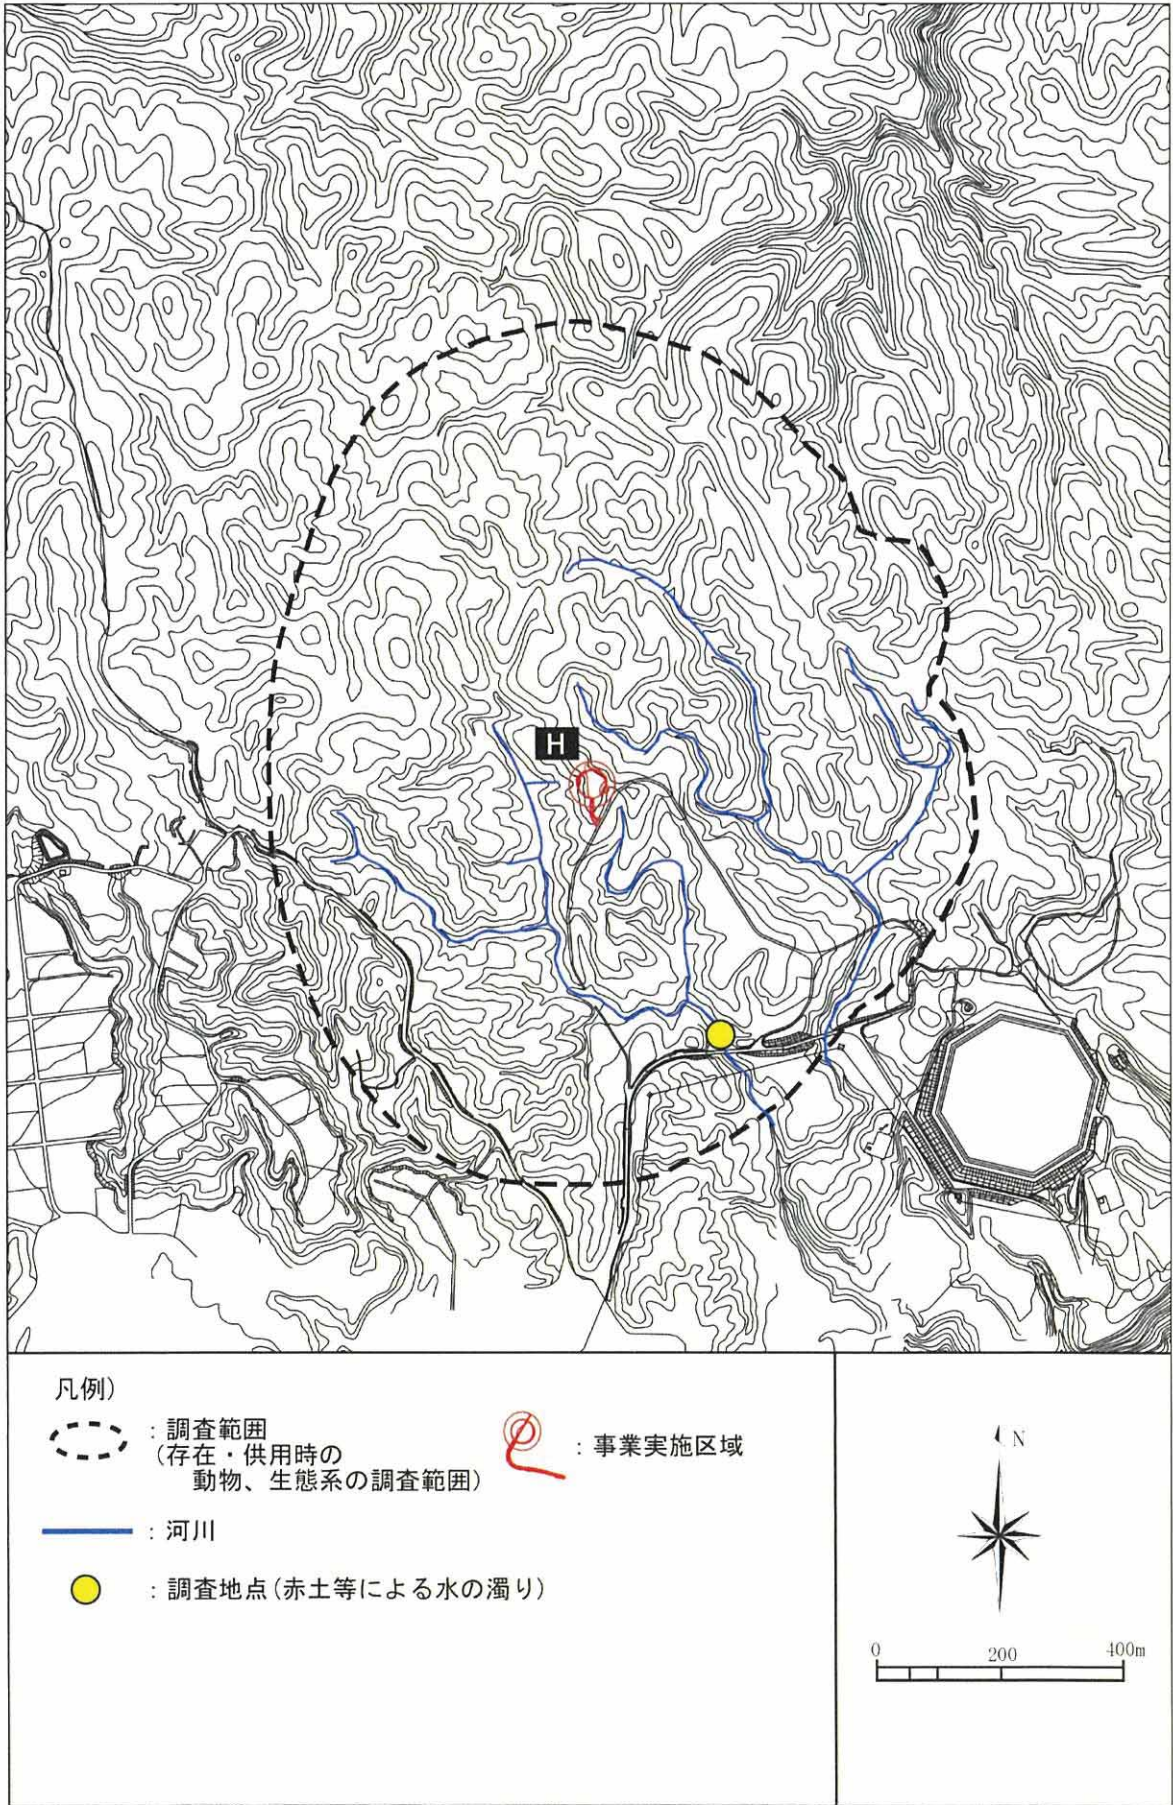 H
凡例)
: 調査範囲
(存在・供用時の
動物、生態系の調査範囲)
: 事業実施区域
: 河川
: 調査地点(赤土等による水の濁り)
N
0 200 400m